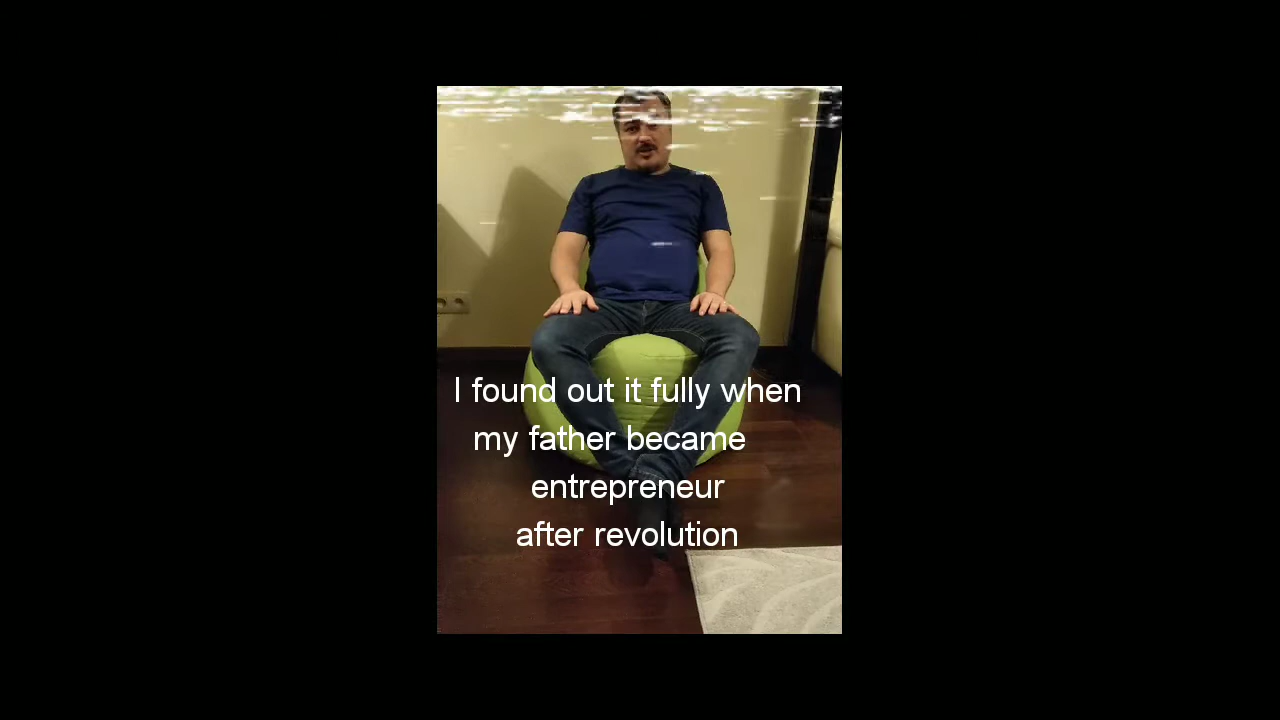 I found out it fully when
my father became
entrepreneur
after revolution